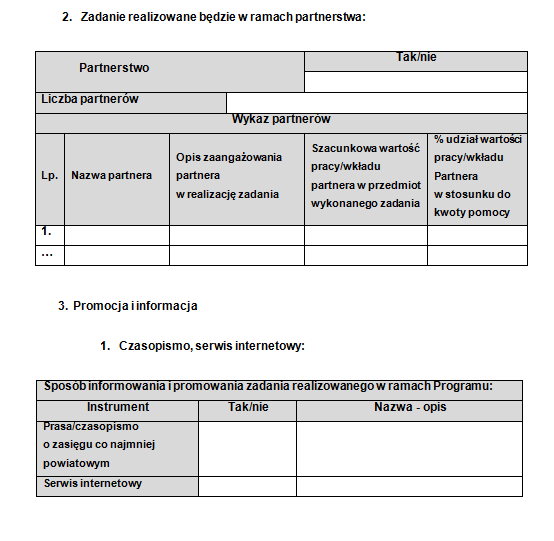 2. Zadanie realizowane będzie w ramach partnerstwa:
Partnerstwo
Tak/nie
Liczba partnerów
Wykaz partnerów
Lp.
Nazwa partnera
Opis zaangażowania
partnera
w realizację zadania
Szacunkowa wartość
pracy/wkładu
partnera w przedmiot
wykonanego zadania
% udział wartości
pracy/wkładu
Partnera
w stosunku do
kwoty pomocy
1.
...
3. Promocja i informacja
1. Czasopismo, serwis internetowy:
Sposób informowania i promowania zadania realizowanego w ramach Programu:
Instrument
Tak/nie
Nazwa - opis
Prasa/czasopismo
o zasięgu co najmniej
powiatowym
Serwis internetowy